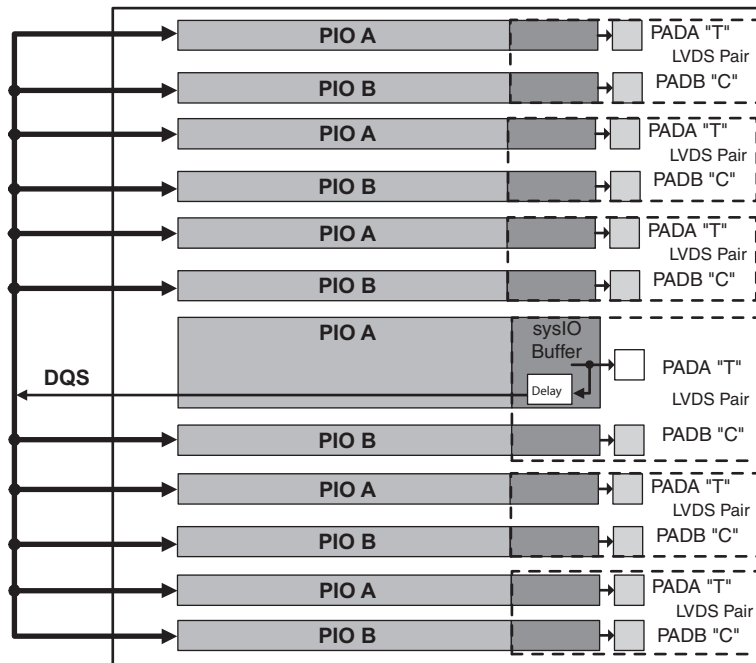 PIO A
PADA "T"
LVDS Pair
PIO B
PADB "C"
PIO A
PADA "T"
LVDS Pair
PIO B
PADB "C"
PIO A
PADA "T"
LVDS Pair
PIO B
PADB "C"
PIO A
sysIO
Buffer
PADA "T"
DQS
Delay
LVDS Pair
PIO B
PADB "C"
PIO A
PADA "T"
LVDS Pair
PIO B
PADB "C"
PIO A
PADA "T"
LVDS Pair
PIO B
PADB "C"